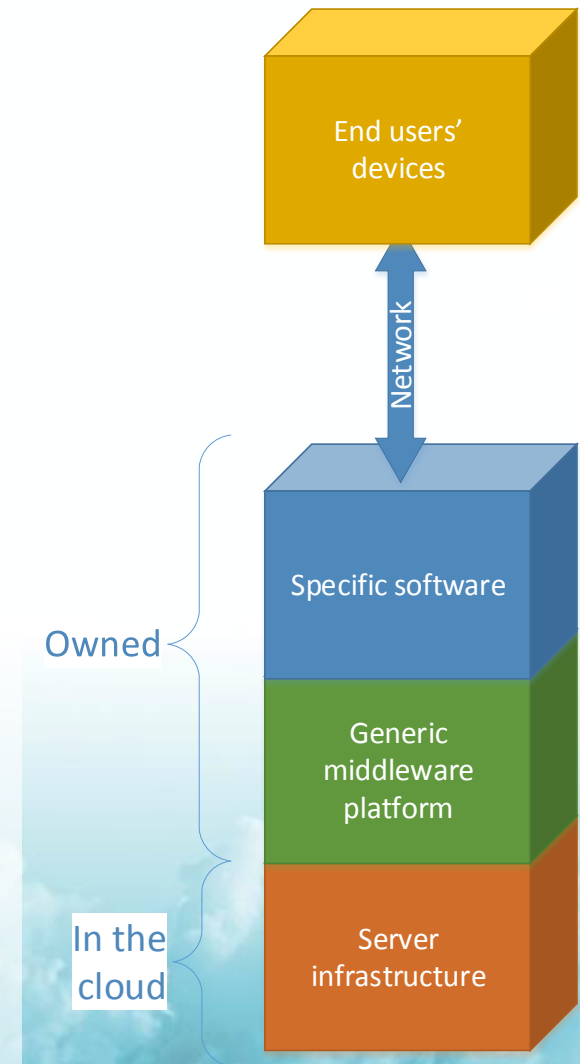 End users’
devices
Network
Specific software
Owned
Generic
middleware
platform
In the
cloud
Server
infrastructure